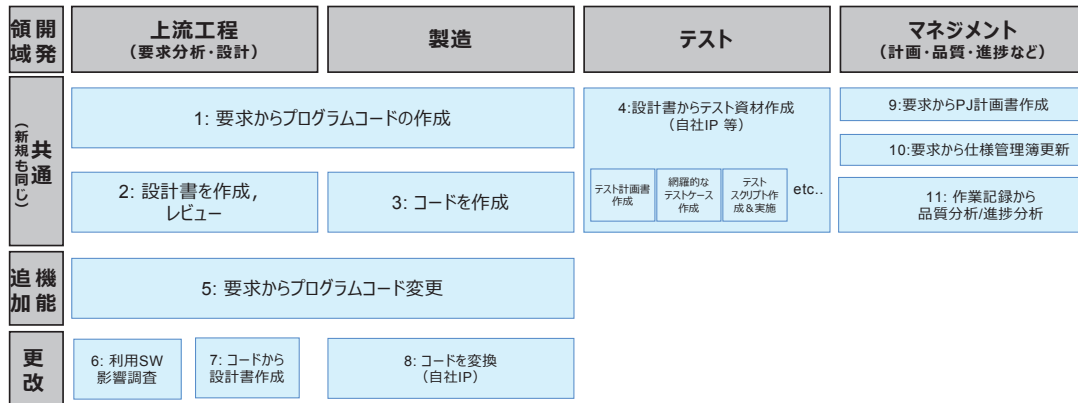 開発領域
上流工程
（要求分析・設計）
製造
テスト
マネジメント
（計画・品質・進捗など）
共通
（新規も同じ）
1: 要求からプログラムコードの作成
2: 設計書を作成,
レビュー
3: コードを作成
4:設計書からテスト資材作成
（自社IP 等）
テスト計画書
作成
網羅的な
テストケース
作成
テスト
スクリプト作
成＆実施
etc..
9:要求からPJ計画書作成
10:要求から仕様管理簿更新
11: 作業記録から
品質分析/進捗分析
機能追加
5: 要求からプログラムコード変更
更改
6: 利用SW
影響調査
7: コードから
設計書作成
8: コードを変換
（自社IP）